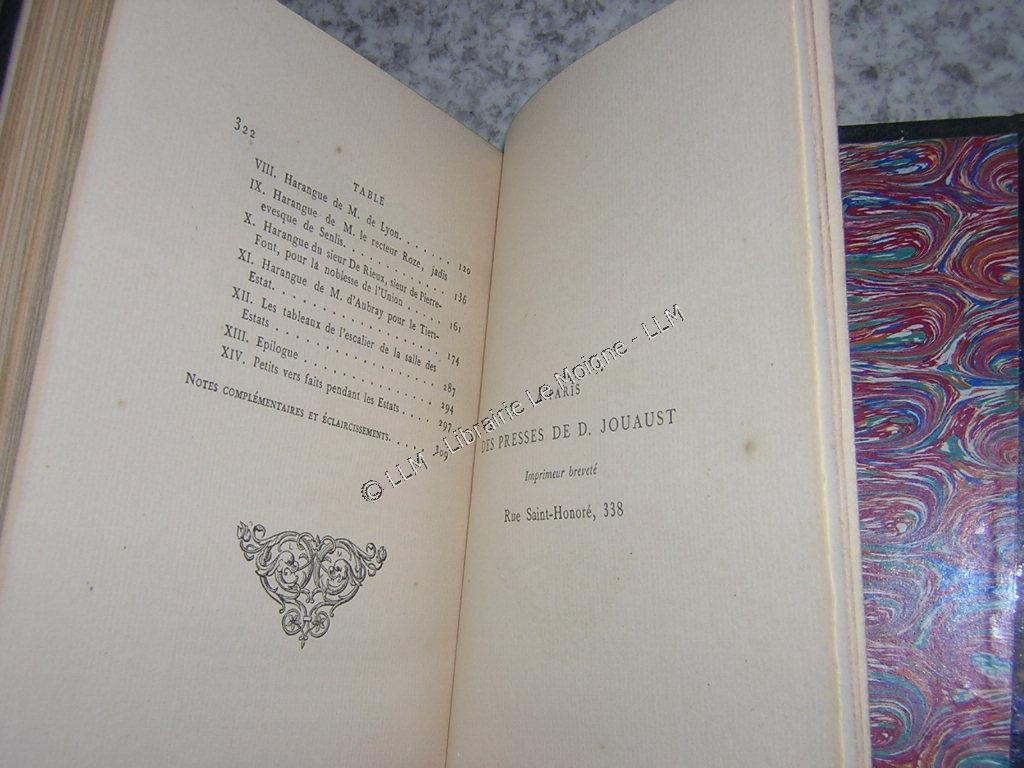 322
TABLE
VIII. Harangue de M. de Lyon. . . . . . . 120
IX. Harangue de M. le recteur Roze, jadis
evesque de Senlis. . . . . . . . . . . 136
X. Harangue du sieur De Rieux, sieur de Pierre-
Font, pour la noblesse de l'Union . . . . 161
XI. Harangue de M. d'Aubray pour le Tiers-
Estat. . . . . . . . . . . . . . . . . 174
XII. Les tableaux de l'escalier de la salle des
Estats . . . . . . . . . . . . . . . . 287
XIII. Epilogue . . . . . . . . . . . . . . 294
XIV. Petits vers faits pendant les Estats . . . . 297
NOTES COMPLÉMENTAIRES ET ÉCLAIRCISSEMENTS. . . . . 309
PARIS
DES PRESSES DE D. JOUAUST
Imprimeur breveté
Rue Saint-Honoré, 338
© LLM - Librairie Le Moigne - LLM